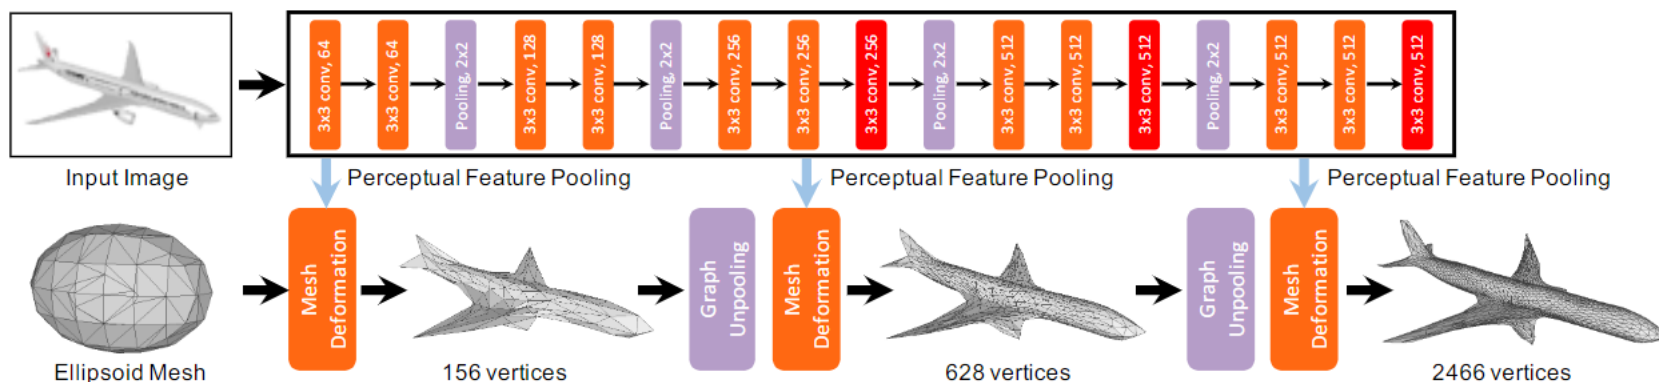 3x3 conv, 64
3x3 conv, 64
Pooling, 2x2
3x3 conv, 128
3x3 conv, 128
Pooling, 2x2
3x3 conv, 256
3x3 conv, 256
3x3 conv, 256
Pooling, 2x2
3x3 conv, 512
3x3 conv, 512
3x3 conv, 512
Pooling, 2x2
3x3 conv, 512
3x3 conv, 512
3x3 conv, 512
Input Image
Perceptual Feature Pooling
Perceptual Feature Pooling
Perceptual Feature Pooling
Mesh
Deformation
Graph
Unpooling
Mesh
Deformation
Graph
Unpooling
Mesh
Deformation
Ellipsoid Mesh
156 vertices
628 vertices
2466 vertices